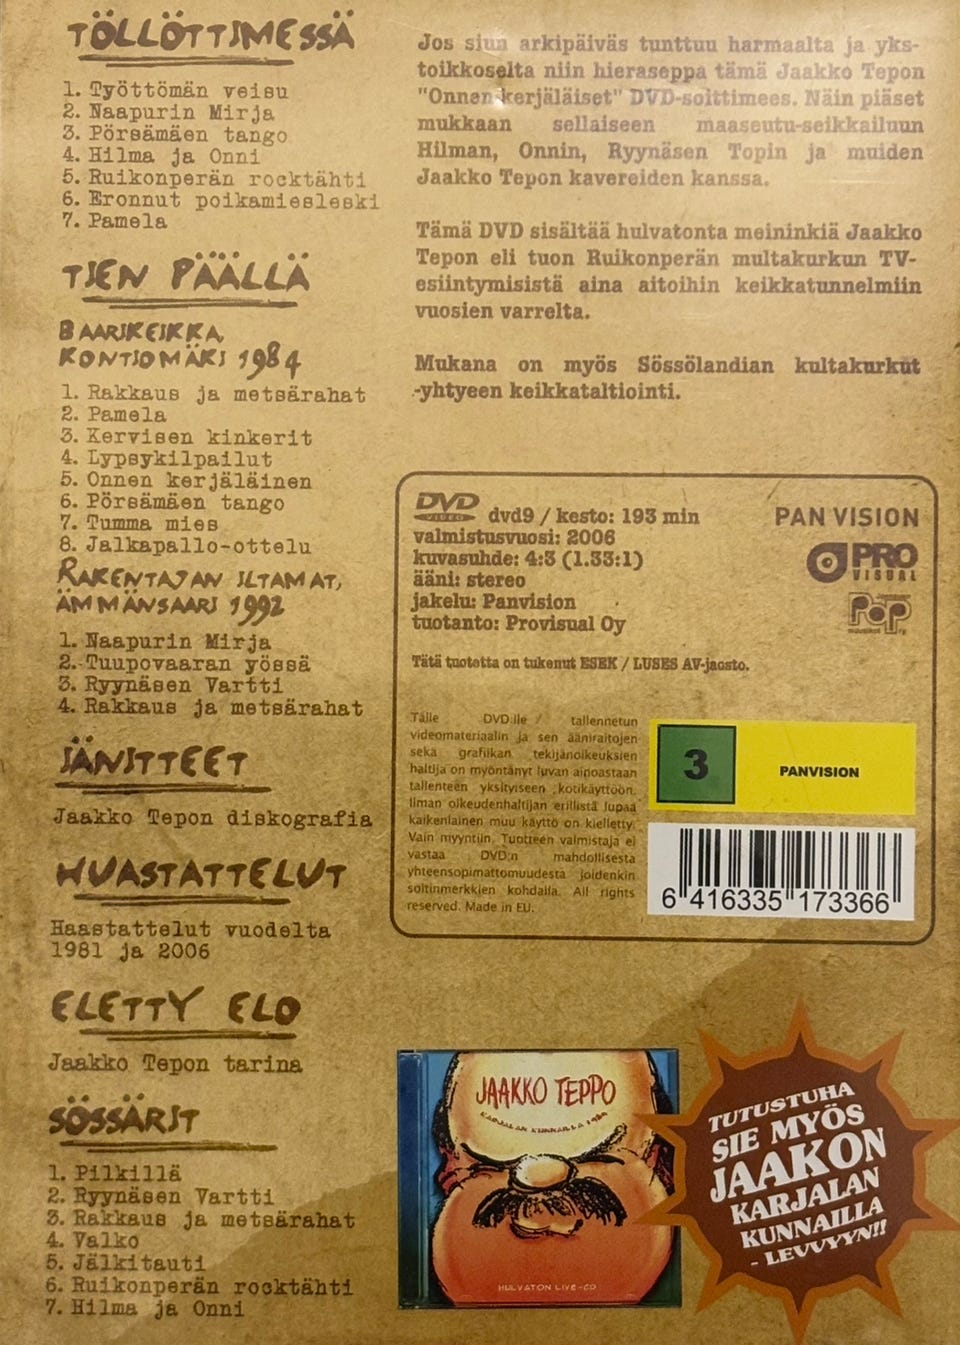 TÖLLÖTTIMESSÄ
1. Työttömän veisu
2. Naapurin Mirja
3. Pörsämäen tango
4. Hilma ja Onni
5. Ruikonperän rocktähti
6. Eronnut poikamiesleski
7. Pamela
TIEN PÄÄLLÄ
BAARIKEIKKA,
KONTIOMÄKI 1984
1. Rakkaus ja metsärahat
2. Pamela
3. Kervisen kinkerit
4. Lypsykilpailut
5. Onnen kerjäläinen
6. Pörsämäen tango
7. Tumma mies
8. Jalkapallo-ottelu
RAKENTAJAN ILTAMAT,
ÄMMÄNSAARI 1992
1. Naapurin Mirja
2. Tuupovaaran yössä
3. Ryynäsen Vartti
4. Rakkaus ja metsärahat
JÄNITTEET
Jaakko Tepon diskografia
HUASTATTELUT
Haastattelut vuodelta
1981 ja 2006
ELETTY ELO
Jaakko Tepon tarina
SÖSSÄRIT
1. Pilkillä
2. Ryynäsen Vartti
3. Rakkaus ja metsärahat
4. Valko
5. Jälkitauti
6. Ruikonperän rocktähti
7. Hilma ja Onni
Jos siun arkipäiväs tunttuu harmaalta ja yks-
toikkoselta niin hieraseppa tämä Jaakko Tepon
"Onnen kerjäläiset" DVD-soittimees. Näin piäset
mukkaan sellaiseen maaseutu-seikkailuun
Hilman, Onnin, Ryynäsen Topin ja muiden
Jaakko Tepon kavereiden kanssa.
Tämä DVD sisältää hulvatonta meininkiä Jaakko
Tepon eli tuon Ruikonperän multakurkun TV-
esiintymisistä aina aitoihin keikkatunnelmiin
vuosien varrelta.
Mukana on myös Sössölandian kultakurkut
-yhtyeen keikkataltiointi.
DVD
VIDEO
dvd9 / kesto: 193 min
valmistusvuosi: 2006
kuvasuhde: 4:3 (1.33:1)
ääni: stereo
jakelu: Panvision
tuotanto: Provisual Oy
PAN VISION
PRO
VISUAL
POP
Tätä tuotetta on tukenut ESEK / LUSES AV-jaosto.
Tälle DVD:lle / tallennetun
videomateriaalin ja sen ääniraitojen
sekä grafiikan tekijänoikeuksien
haltija on myöntänyt luvan ainoastaan
tallenteen yksityiseen kotikäyttöön.
Ilman oikeudenhaltijan erillistä lupaa
kaikenlainen muu käyttö on kielletty.
Vain myyntiin. Tuotteen valmistaja ei
vastaa DVD:n mahdollisesta
yhteensopimattomuudesta joidenkin
soitinmerkkien kohdalla. All rights
reserved. Made in EU.
3
PANVISION
6 416335 173366
JAAKKO TEPPO
KARJALAN KUNNAILLA 1984
HULVATON LIVE-CD
TUTUSTUHA
SIE MYÖS
JAAKON
KARJALAN
KUNNAILLA
- LEVVYYN!!